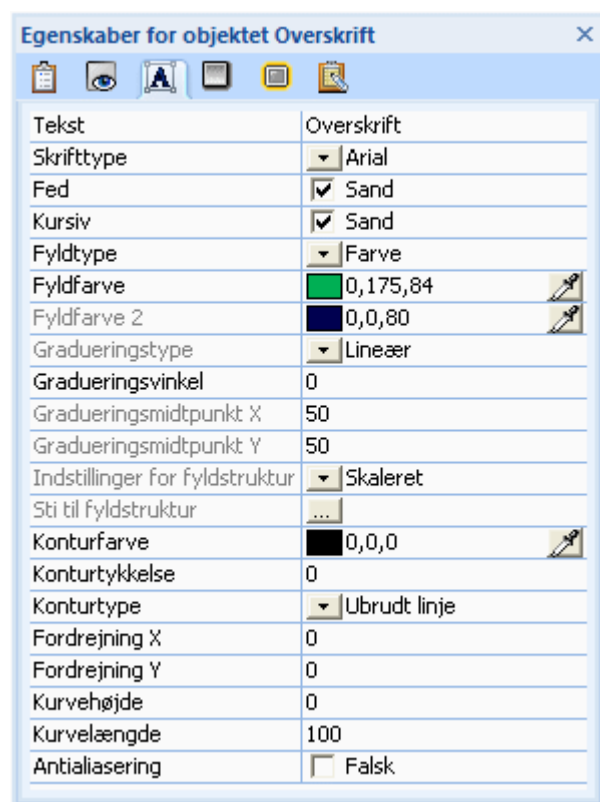 Egenskaber for objektet Overskrift
Tekst Overskrift
Skrifttype Arial
Fed Sand
Kursiv Sand
Fyldtype Farve
Fyldfarve 0,175,84
Fyldfarve 2 0,0,80
Gradueringstype Lineær
Gradueringsvinkel 0
Gradueringsmidtpunkt X 50
Gradueringsmidtpunkt Y 50
Indstillinger for fyldstruktur Skaleret
Sti til fyldstruktur ...
Konturfarve 0,0,0
Konturtykkelse 0
Konturtype Ubrudt linje
Fordrejning X 0
Fordrejning Y 0
Kurvehøjde 0
Kurvelængde 100
Antialiasering Falsk